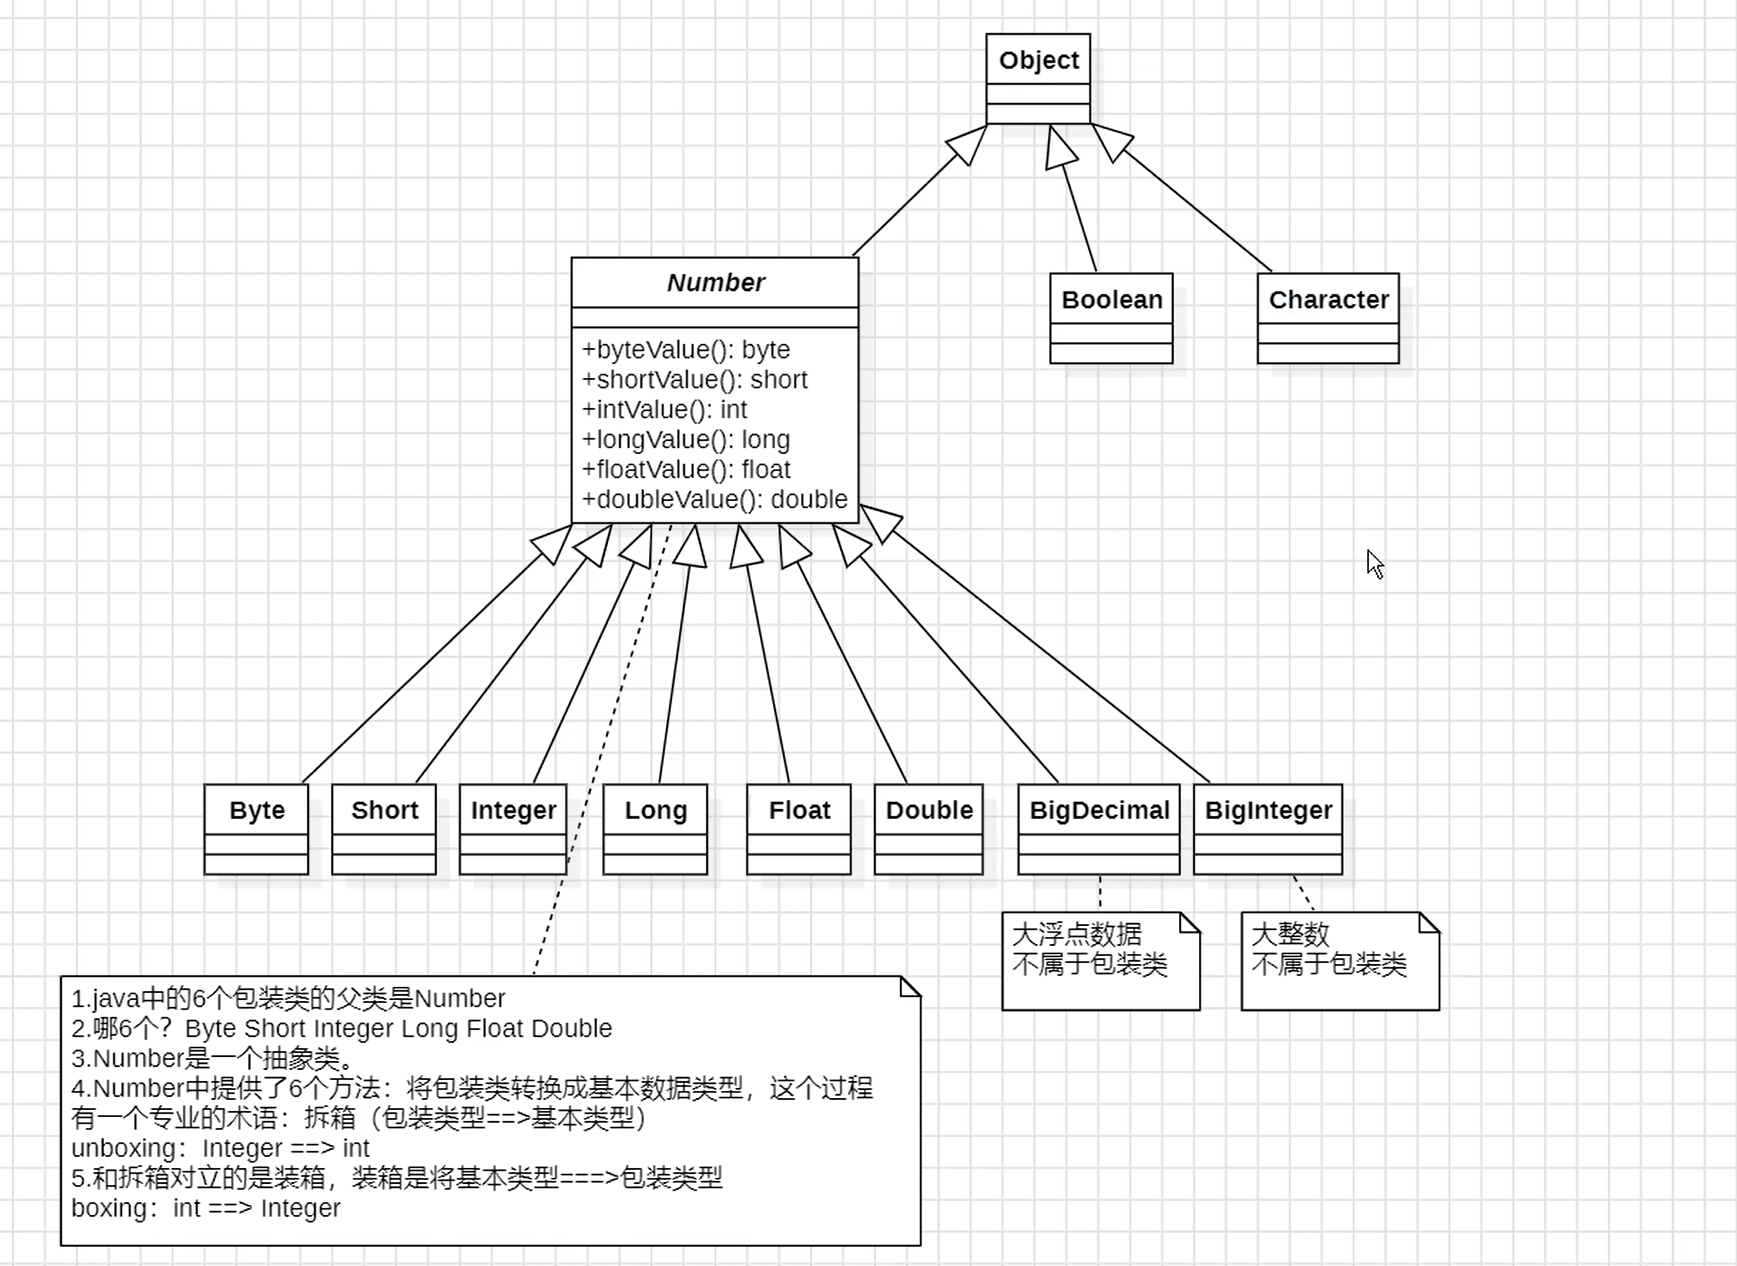 Object
Number
+byteValue(): byte
+shortValue(): short
+intValue(): int
+longValue(): long
+floatValue(): float
+doubleValue(): double
Boolean
Character
Byte
Short
Integer
Long
Float
Double
BigDecimal
BigInteger
大浮点数据
不属于包装类
大整数
不属于包装类
1.java中的6个包装类的父类是Number
2.哪6个？Byte Short Integer Long Float Double
3.Number是一个抽象类。
4.Number中提供了6个方法：将包装类转换成基本数据类型，这个过程
有一个专业的术语：拆箱（包装类型==>基本类型）
unboxing：Integer ==> int
5.和拆箱对立的是装箱，装箱是将基本类型===>包装类型
boxing：int ==> Integer